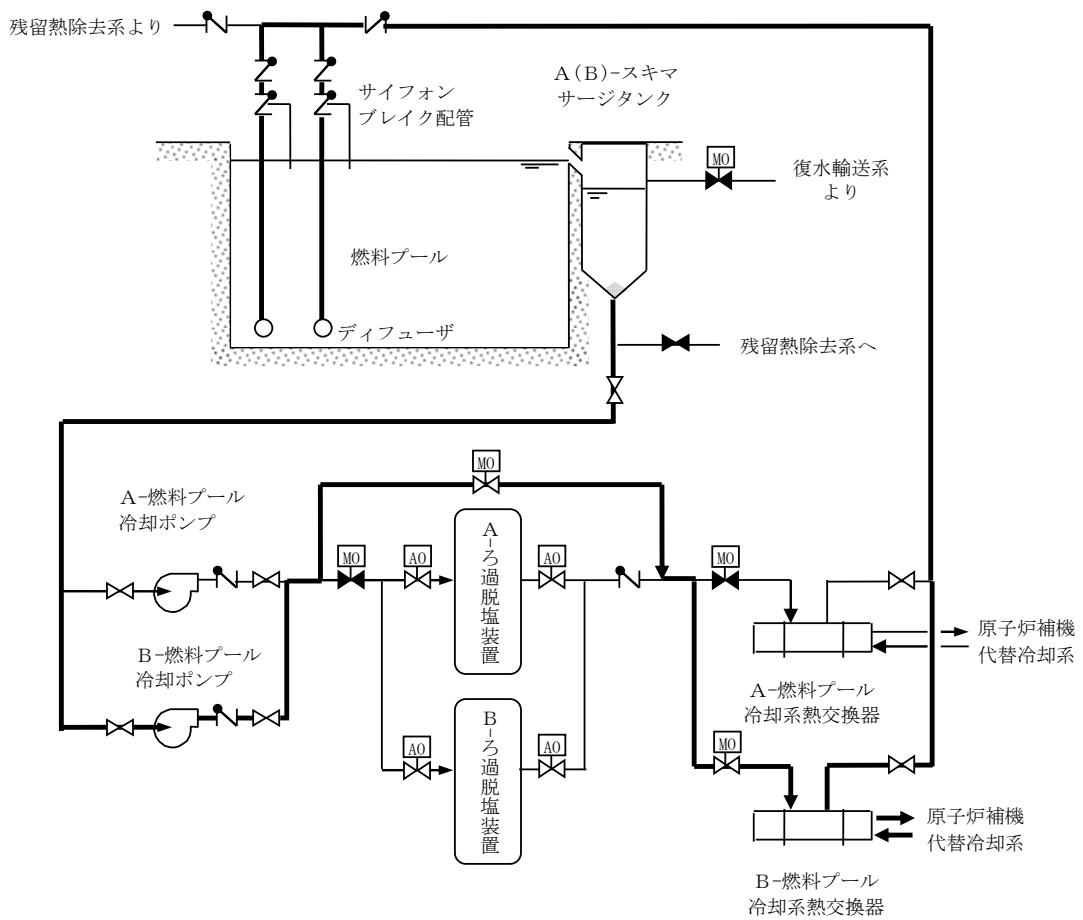 残留熱除去系より
サイフォン
ブレイク配管
A(B)-スキマ
サージタンク
MO
復水輸送系
より
燃料プール
ディフューザ
残留熱除去系へ
MO
A-燃料プール
冷却ポンプ
MO
AO
A-ろ過脱塩装置
AO
MO
原子炉補機
代替冷却系
A-燃料プール
冷却系熱交換器
B-燃料プール
冷却ポンプ
AO
B-ろ過脱塩装置
AO
MO
原子炉補機
代替冷却系
B-燃料プール
冷却系熱交換器